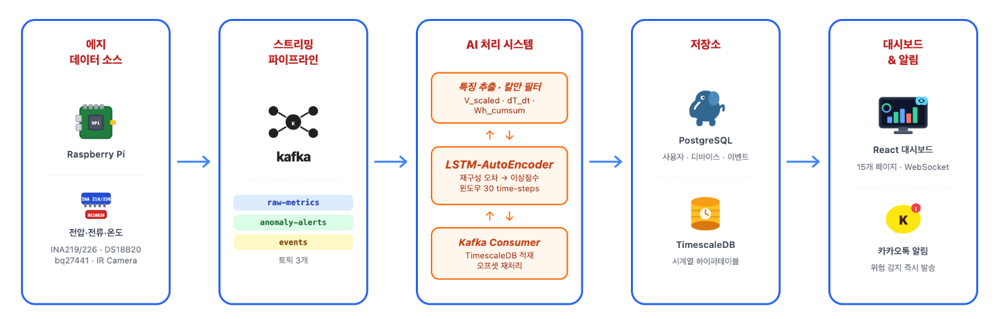 에지
데이터 소스
RPi
Raspberry Pi
INA 219/226
DS18B20
전압·전류·온도
INA219/226 · DS18B20
bq27441 · IR Camera
스트리밍
파이프라인
K
kafka
raw-metrics
anomaly-alerts
events
토픽 3개
AI 처리 시스템
특징 추출 · 칼만 필터
V_scaled · dT_dt ·
Wh_cumsum
↑ ↓
LSTM-AutoEncoder
재구성 오차 → 이상점수
윈도우 30 time-steps
↑ ↓
Kafka Consumer
TimescaleDB 적재
오프셋 재처리
저장소
PostgreSQL
사용자 · 디바이스 · 이벤트
TimescaleDB
시계열 하이퍼테이블
대시보드
& 알림
React 대시보드
15개 페이지 · WebSocket
K
!
카카오톡 알림
위험 감지 즉시 발송